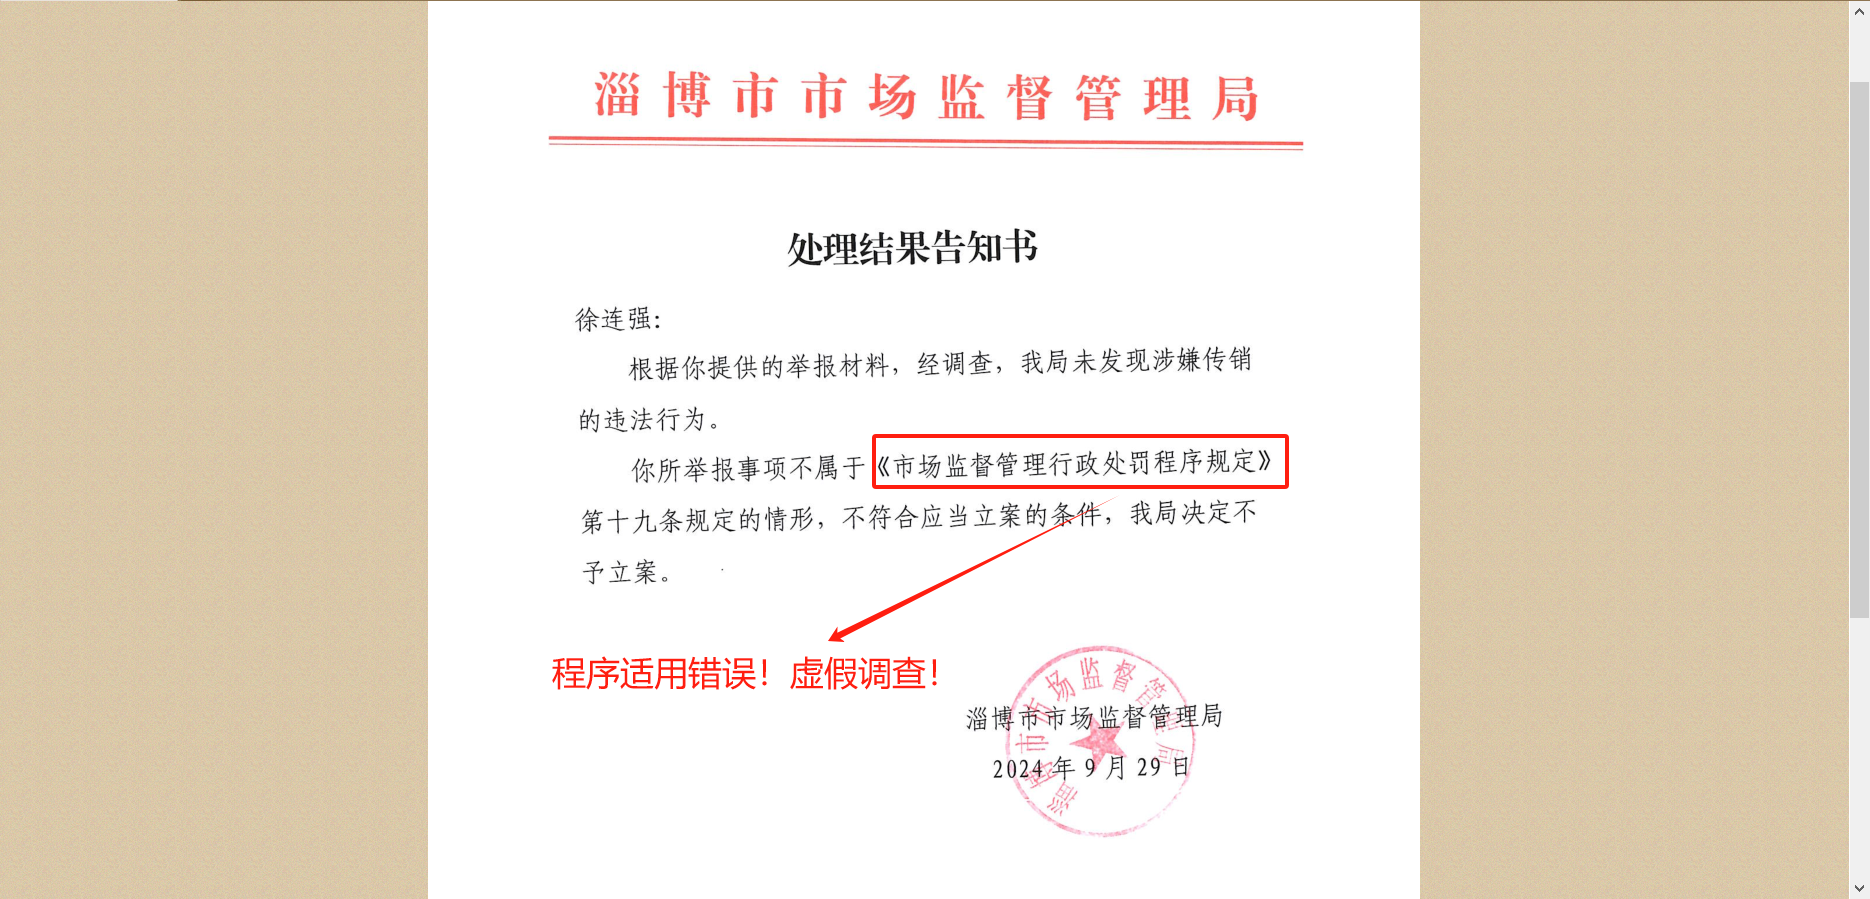 淄博市市场监督管理局
处理结果告知书
徐连强：
根据你提供的举报材料，经调查，我局未发现涉嫌传销
的违法行为。
你所举报事项不属于《市场监督管理行政处罚程序规定》
第十九条规定的情形，不符合应当立案的条件，我局决定不
予立案。
程序适用错误！虚假调查！
淄博市市场监督管理局
淄博市市场监督管理局
2024年9月29日